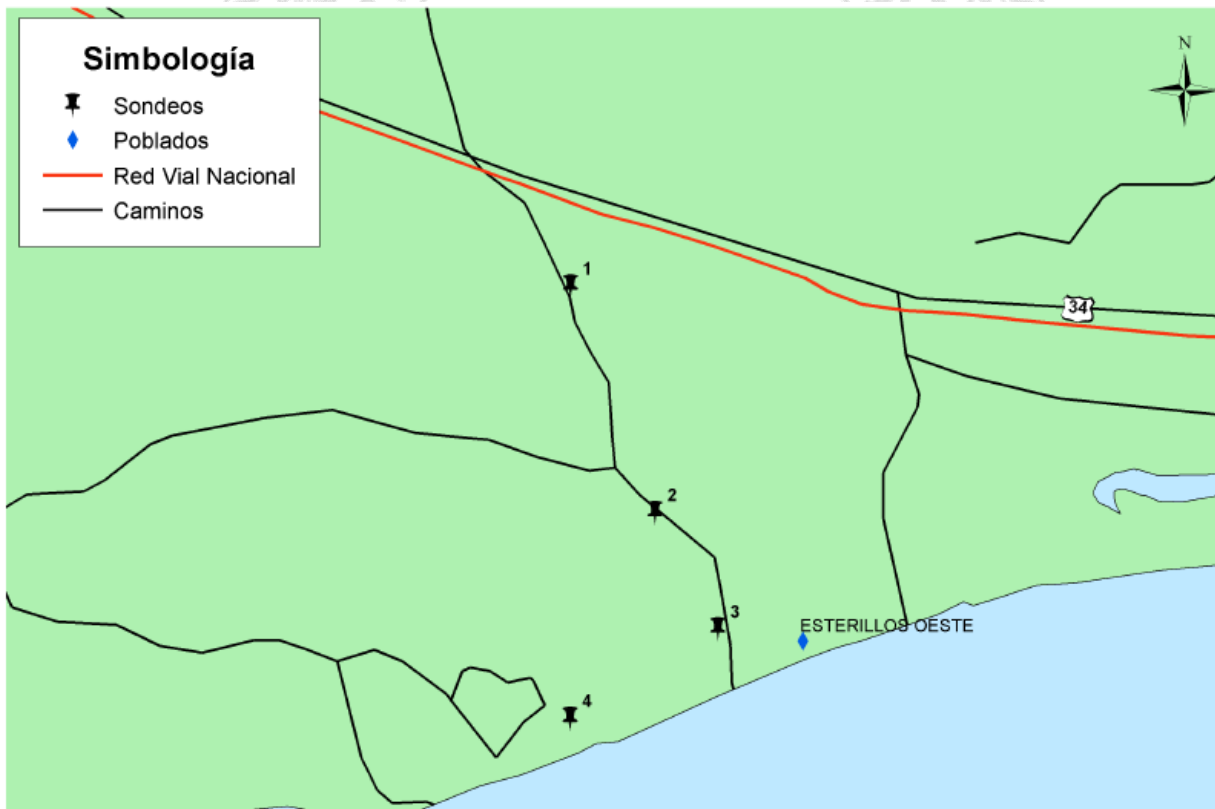 N
Simbología
Sondeos
Poblados
Red Vial Nacional
Caminos
1
34
2
3
ESTERILLOS OESTE
4